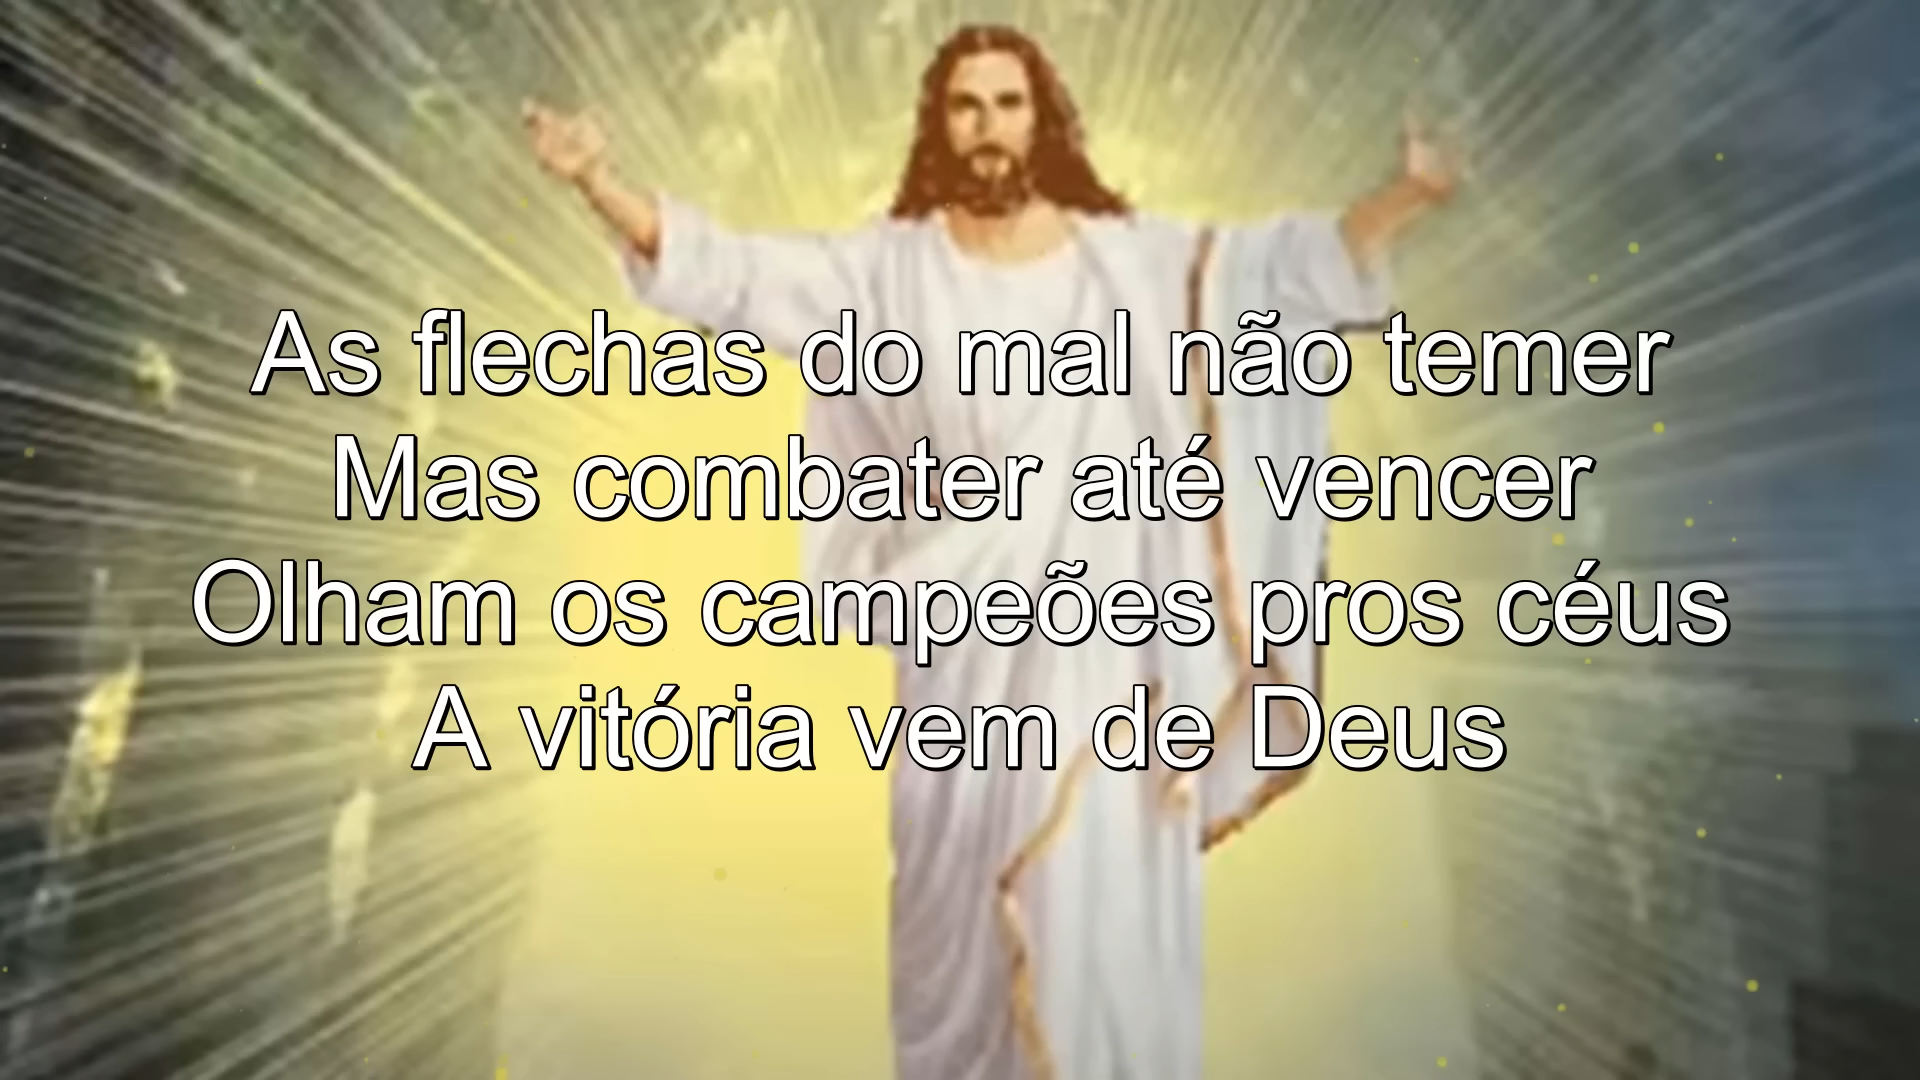 As flechas do mal não temer
Mas combater até vencer
Olham os campeões pros céus
A vitória vem de Deus